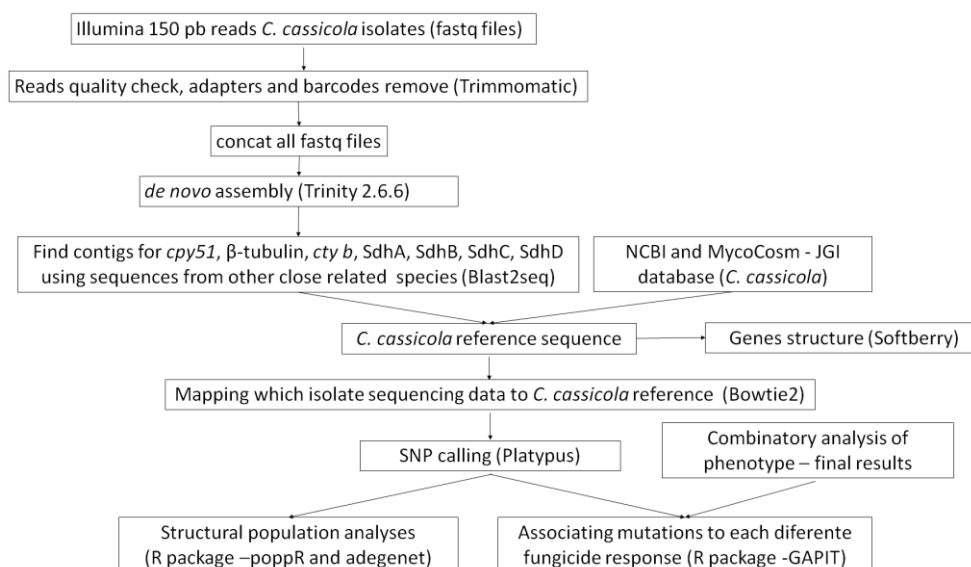 Illumina 150 pb reads C. cassicola isolates (fastq files)
Reads quality check, adapters and barcodes remove (Trimmomatic)
concat all fastq files
de novo assembly (Trinity 2.6.6)
Find contigs for cpy51, β-tubulin, cty b, SdhA, SdhB, SdhC, SdhD
using sequences from other close related species (Blast2seq)
NCBI and MycoCosm - JGI
database (C. cassicola)
C. cassicola reference sequence
Genes structure (Softberry)
Mapping which isolate sequencing data to C. cassicola reference (Bowtie2)
SNP calling (Platypus)
Combinatory analysis of
phenotype – final results
Structural population analyses
(R package –poppR and adegenet)
Associating mutations to each diferente
fungicide response (R package -GAPIT)